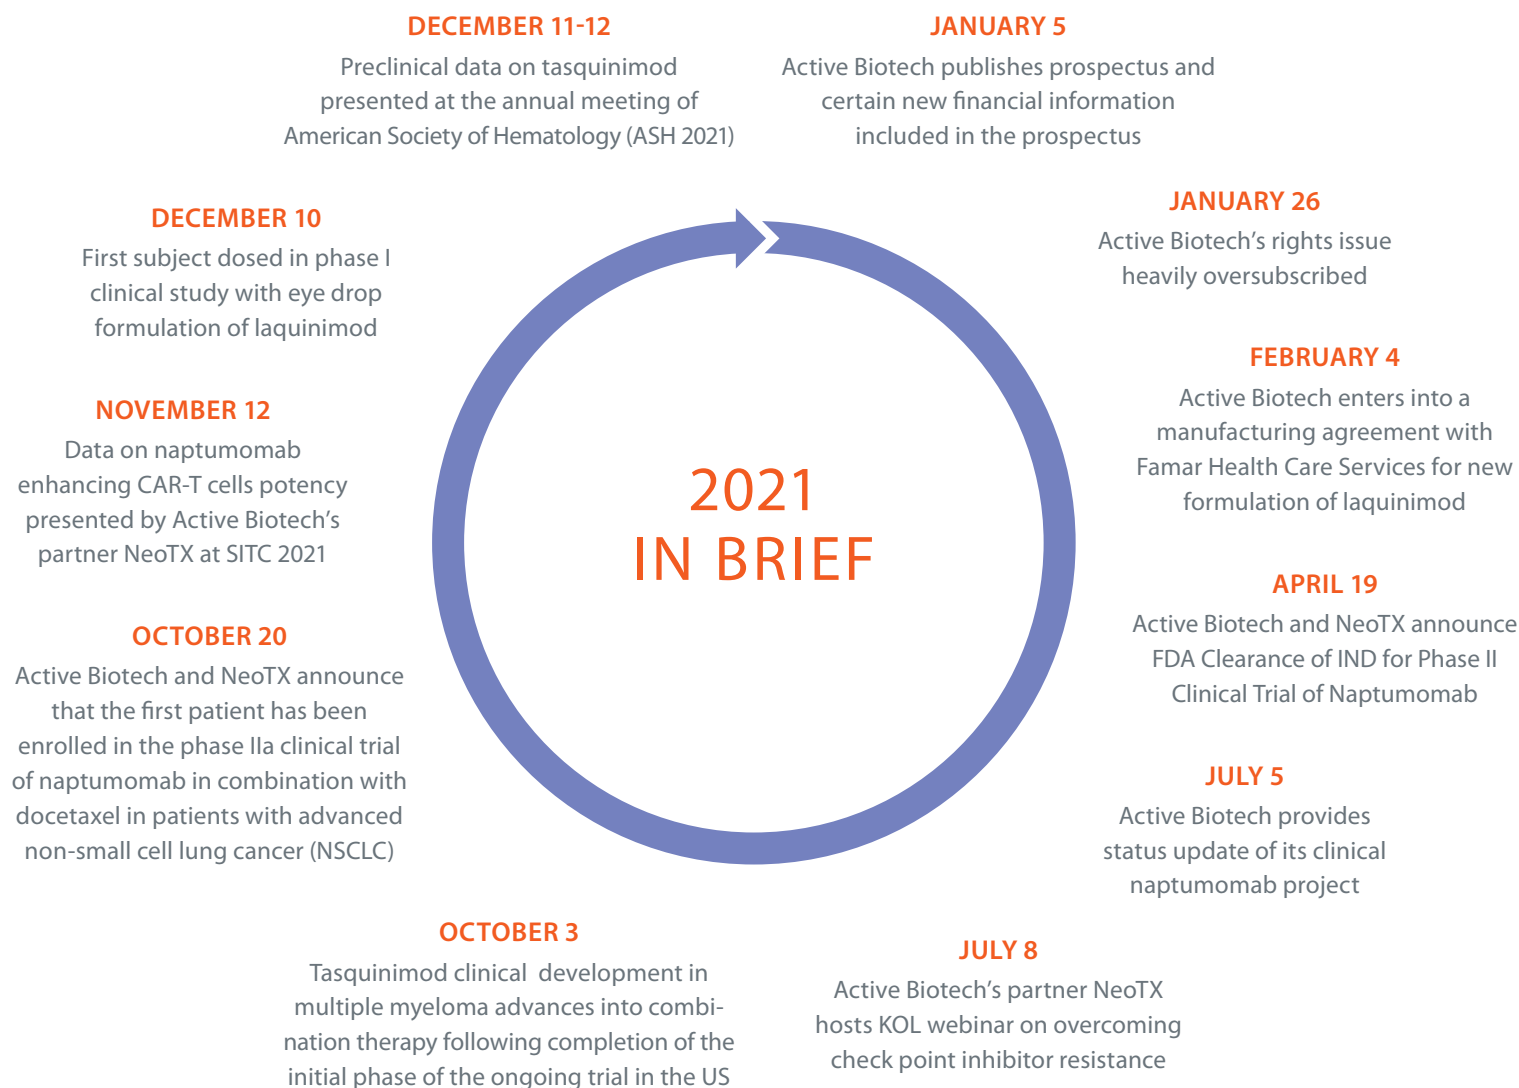 JANUARY 5
Active Biotech publishes prospectus and
certain new financial information
included in the prospectus
JANUARY 26
Active Biotech’s rights issue
heavily oversubscribed
FEBRUARY 4
Active Biotech enters into a
manufacturing agreement with
Famar Health Care Services for new
formulation of laquinimod
APRIL 19
Active Biotech and NeoTX announce
FDA Clearance of IND for Phase II
Clinical Trial of Naptumomab
JULY 5
Active Biotech provides
status update of its clinical
naptumomab project
JULY 8
Active Biotech’s partner NeoTX
hosts KOL webinar on overcoming
check point inhibitor resistance
OCTOBER 3
Tasquinimod clinical development in
multiple myeloma advances into combi-
nation therapy following completion of the
initial phase of the ongoing trial in the US
OCTOBER 20
Active Biotech and NeoTX announce
that the first patient has been
enrolled in the phase IIa clinical trial
of naptumomab in combination with
docetaxel in patients with advanced
non-small cell lung cancer (NSCLC)
NOVEMBER 12
Data on naptumomab
enhancing CAR-T cells potency
presented by Active Biotech’s
partner NeoTX at SITC 2021
DECEMBER 10
First subject dosed in phase I
clinical study with eye drop
formulation of laquinimod
DECEMBER 11-12
Preclinical data on tasquinimod
presented at the annual meeting of
American Society of Hematology (ASH 2021)
2021
IN BRIEF